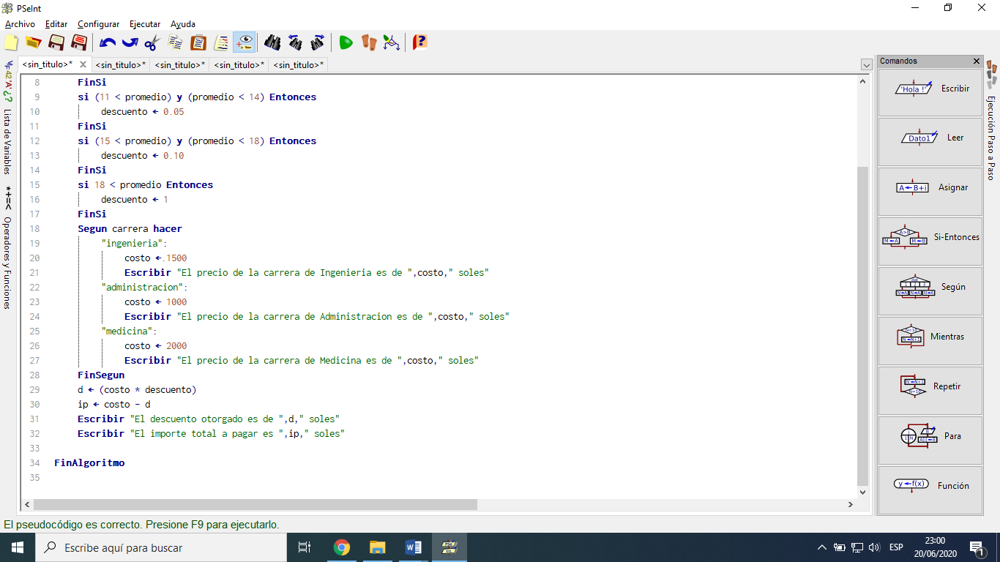 PSeInt
Archivo Editar Configurar Ejecutar Ayuda
<sin_titulo>* <sin_titulo>* <sin_titulo>* <sin_titulo>* <sin_titulo>*
Lista de Variables
Operadores y Funciones
8 FinSi
9 si (11 < promedio) y (promedio < 14) Entonces
10 descuento ← 0.05
11 FinSi
12 si (15 < promedio) y (promedio < 18) Entonces
13 descuento ← 0.10
14 FinSi
15 si 18 < promedio Entonces
16 descuento ← 1
17 FinSi
18 Segun carrera hacer
19 "ingenieria":
20 costo ← 1500
21 Escribir "El precio de la carrera de Ingenieria es de ",costo," soles"
22 "administracion":
23 costo ← 1000
24 Escribir "El precio de la carrera de Administracion es de ",costo," soles"
25 "medicina":
26 costo ← 2000
27 Escribir "El precio de la carrera de Medicina es de ",costo," soles"
28 FinSegun
29 d ← (costo * descuento)
30 ip ← costo - d
31 Escribir "El descuento otorgado es de ",d," soles"
32 Escribir "El importe total a pagar es ",ip," soles"
33
34 FinAlgoritmo
35
Comandos
'Hola !' Escribir
Dato1 Leer
A←B+i Asignar
Si-Entonces
Según
Mientras
Repetir
Para
y←f(x) Función
Ejecución Paso a Paso
El pseudocódigo es correcto. Presione F9 para ejecutarlo.
Escribe aquí para buscar
ESP
23:00
20/06/2020
1